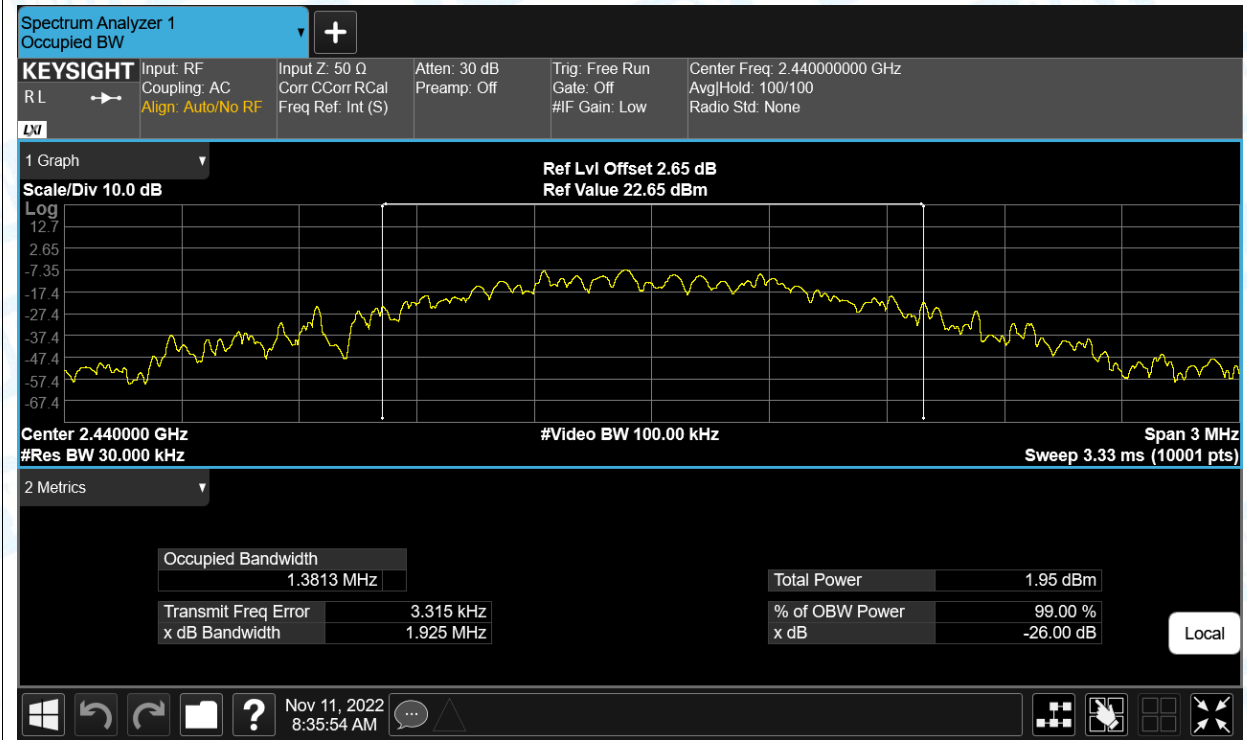 Spectrum Analyzer 1
Occupied BW
KEYSIGHT Input: RF Input Z: 50 Ω Atten: 30 dB Trig: Free Run Center Freq: 2.440000000 GHz
R L Coupling: AC Corr CCorr RCal Preamp: Off Gate: Off Avg|Hold: 100/100
Align: Auto/No RF Freq Ref: Int (S) #IF Gain: Low Radio Std: None
LXI
1 Graph
Ref Lvl Offset 2.65 dB
Scale/Div 10.0 dB Ref Value 22.65 dBm
Log
12.7
2.65
-7.35
-17.4
-27.4
-37.4
-47.4
-57.4
-67.4
Center 2.440000 GHz #Video BW 100.00 kHz Span 3 MHz
#Res BW 30.000 kHz Sweep 3.33 ms (10001 pts)
2 Metrics
Occupied Bandwidth
1.3813 MHz Total Power 1.95 dBm
Transmit Freq Error 3.315 kHz % of OBW Power 99.00 %
x dB Bandwidth 1.925 MHz x dB -26.00 dB
Local
? Nov 11, 2022
8:35:54 AM